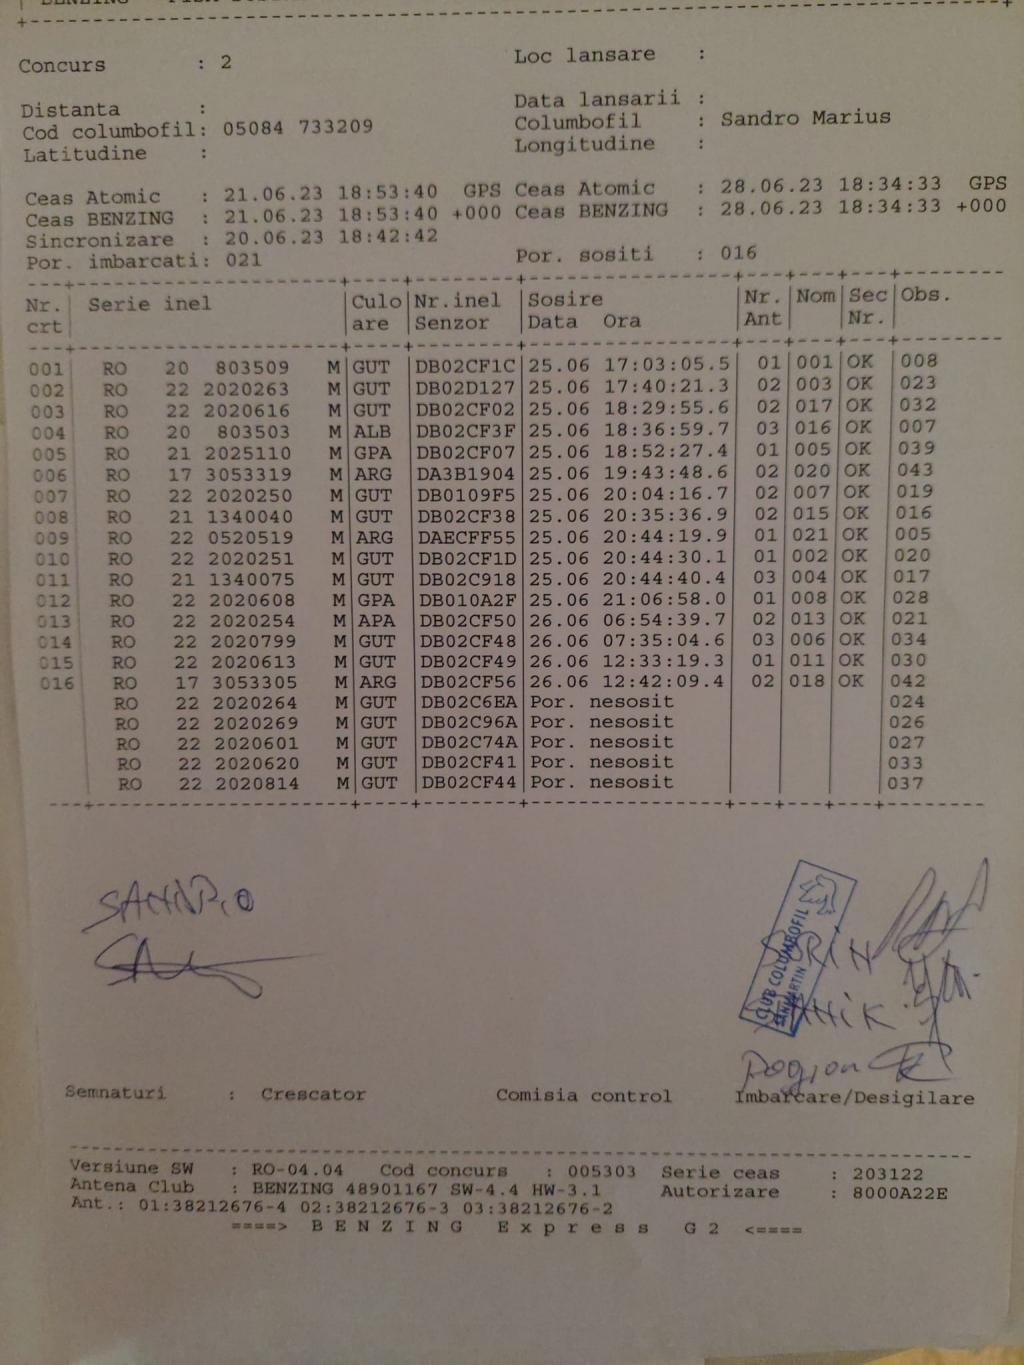 Concurs : 2 Loc lansare :
Distanta : Data lansarii :
Cod columbofil: 05084 733209 Columbofil : Sandro Marius
Latitudine : Longitudine :
Ceas Atomic : 21.06.23 18:53:40 GPS Ceas Atomic : 28.06.23 18:34:33 GPS
Ceas BENZING : 21.06.23 18:53:40 +000 Ceas BENZING : 28.06.23 18:34:33 +000
Sincronizare : 20.06.23 18:42:42
Por. imbarcati: 021 Por. sositi : 016
Nr. Serie inel Culo Nr.inel Sosire Nr. Nom Sec Obs.
crt are Senzor Data Ora Ant Nr.
001 RO 20 803509 M GUT DB02CF1C 25.06 17:03:05.5 01 001 OK 008
002 RO 22 2020263 M GUT DB02D127 25.06 17:40:21.3 02 003 OK 023
003 RO 22 2020616 M GUT DB02CF02 25.06 18:29:55.6 02 017 OK 032
004 RO 20 803503 M ALB DB02CF3F 25.06 18:36:59.7 03 016 OK 007
005 RO 21 2025110 M GPA DB02CF07 25.06 18:52:27.4 01 005 OK 039
006 RO 17 3053319 M ARG DA3B1904 25.06 19:43:48.6 02 020 OK 043
007 RO 22 2020250 M GUT DB0109F5 25.06 20:04:16.7 02 007 OK 019
008 RO 21 1340040 M GUT DB02CF38 25.06 20:35:36.9 02 015 OK 016
009 RO 22 0520519 M ARG DAECFF55 25.06 20:44:19.9 01 021 OK 005
010 RO 22 2020251 M GUT DB02CF1D 25.06 20:44:30.1 01 002 OK 020
011 RO 21 1340075 M GUT DB02C918 25.06 20:44:40.4 03 004 OK 017
012 RO 22 2020608 M GPA DB010A2F 25.06 21:06:58.0 01 008 OK 028
013 RO 22 2020254 M APA DB02CF50 26.06 06:54:39.7 02 013 OK 021
014 RO 22 2020799 M GUT DB02CF48 26.06 07:35:04.6 03 006 OK 034
015 RO 22 2020613 M GUT DB02CF49 26.06 12:33:19.3 01 011 OK 030
016 RO 17 3053305 M ARG DB02CF56 26.06 12:42:09.4 02 018 OK 042
RO 22 2020264 M GUT DB02C6EA Por. nesosit 024
RO 22 2020269 M GUT DB02C96A Por. nesosit 026
RO 22 2020601 M GUT DB02C74A Por. nesosit 027
RO 22 2020620 M GUT DB02CF41 Por. nesosit 033
RO 22 2020814 M GUT DB02CF44 Por. nesosit 037
SANDRO
CLUB COLUMBOFIL
SANMARTIN
SORIN
Semnaturi : Crescator Comisia control Imbarcare/Desigilare
Versiune SW : RO-04.04 Cod concurs : 005303 Serie ceas : 203122
Antena Club : BENZING 48901167 SW-4.4 HW-3.1 Autorizare : 8000A22E
Ant.: 01:38212676-4 02:38212676-3 03:38212676-2
====> B E N Z I N G E x p r e s s G 2 <====